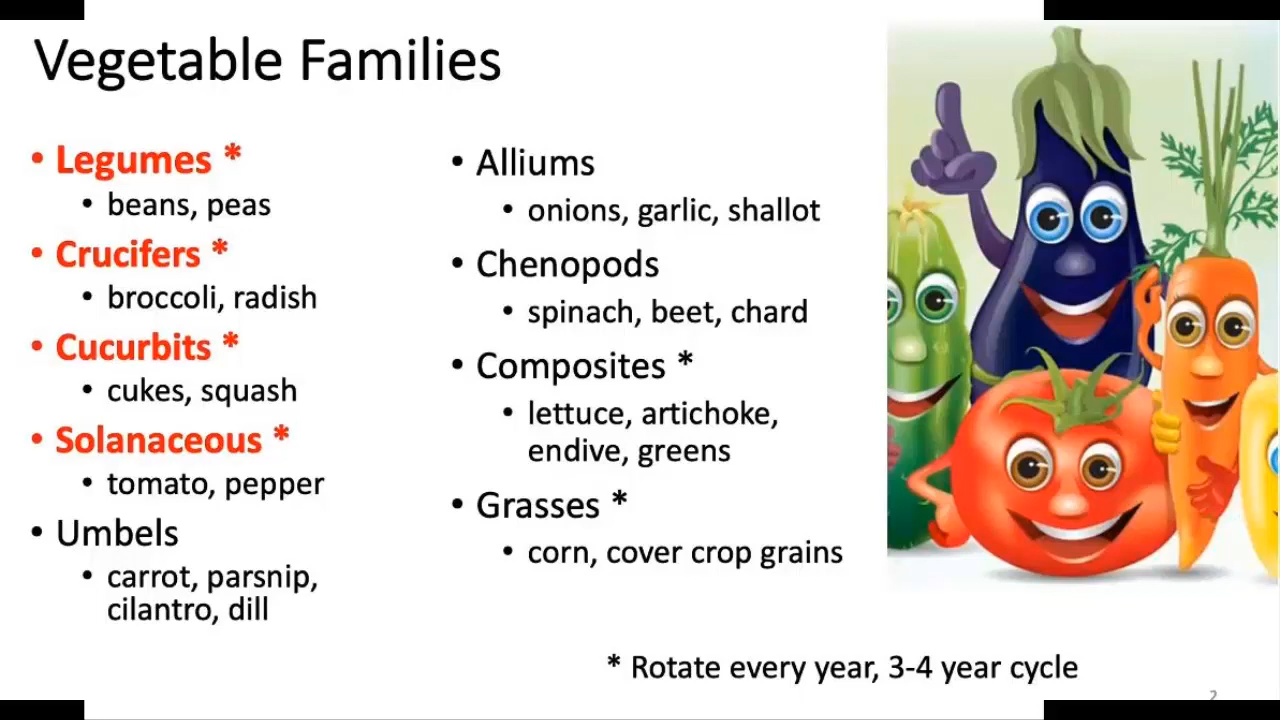 Vegetable Families
• Legumes *
• beans, peas
• Crucifers *
• broccoli, radish
• Cucurbits *
• cukes, squash
• Solanaceous *
• tomato, pepper
• Umbels
• carrot, parsnip,
cilantro, dill
• Alliums
• onions, garlic, shallot
• Chenopods
• spinach, beet, chard
• Composites *
• lettuce, artichoke,
endive, greens
• Grasses *
• corn, cover crop grains
* Rotate every year, 3-4 year cycle
2